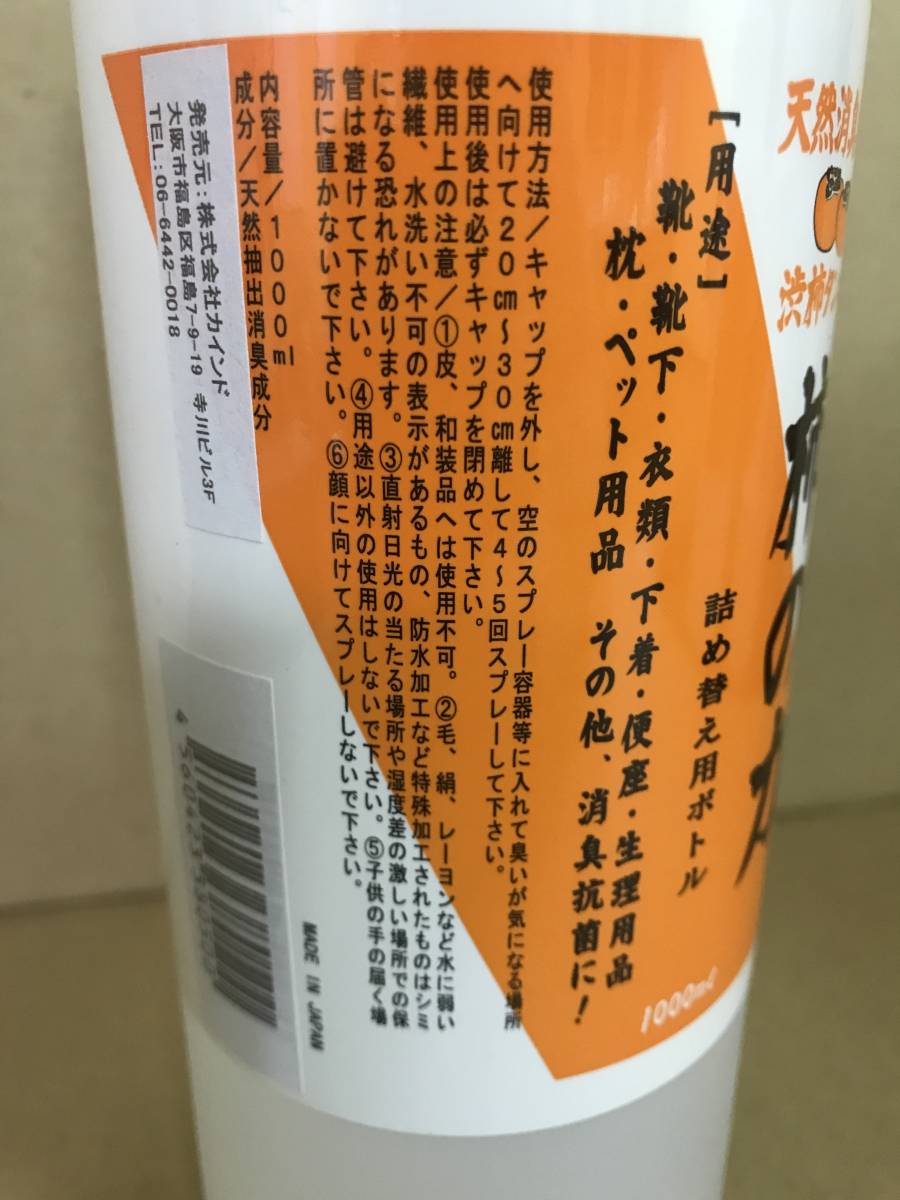 天然消臭
渋柿タ
柿の力
詰め替え用ボトル
1000ml
[用途]
靴・靴下・衣類・下着・便座・生理用品
枕・ペット用品 その他、消臭抗菌に!
使用方法/キャップを外し、空のスプレー容器等に入れて臭いが気になる場所
へ向けて20cm~30cm離して4~5回スプレーして下さい。
使用後は必ずキャップを閉めて下さい。
使用上の注意/①皮、和装品へは使用不可。②毛、絹、レーヨンなど水に弱い
繊維、水洗い不可の表示があるもの、防水加工など特殊加工されたものはシミ
になる恐れがあります。③直射日光の当たる場所や湿度差の激しい場所での保
管は避けて下さい。④用途以外の使用はしないで下さい。⑤子供の手の届く場
所に置かないで下さい。⑥顔に向けてスプレーしないで下さい。
内容量/1000ml
成分/天然抽出消臭成分
発売元:株式会社カインド
大阪市福島区福島7-9-19 寺川ビル3F
TEL:06-6442-0018
MADE IN JAPAN